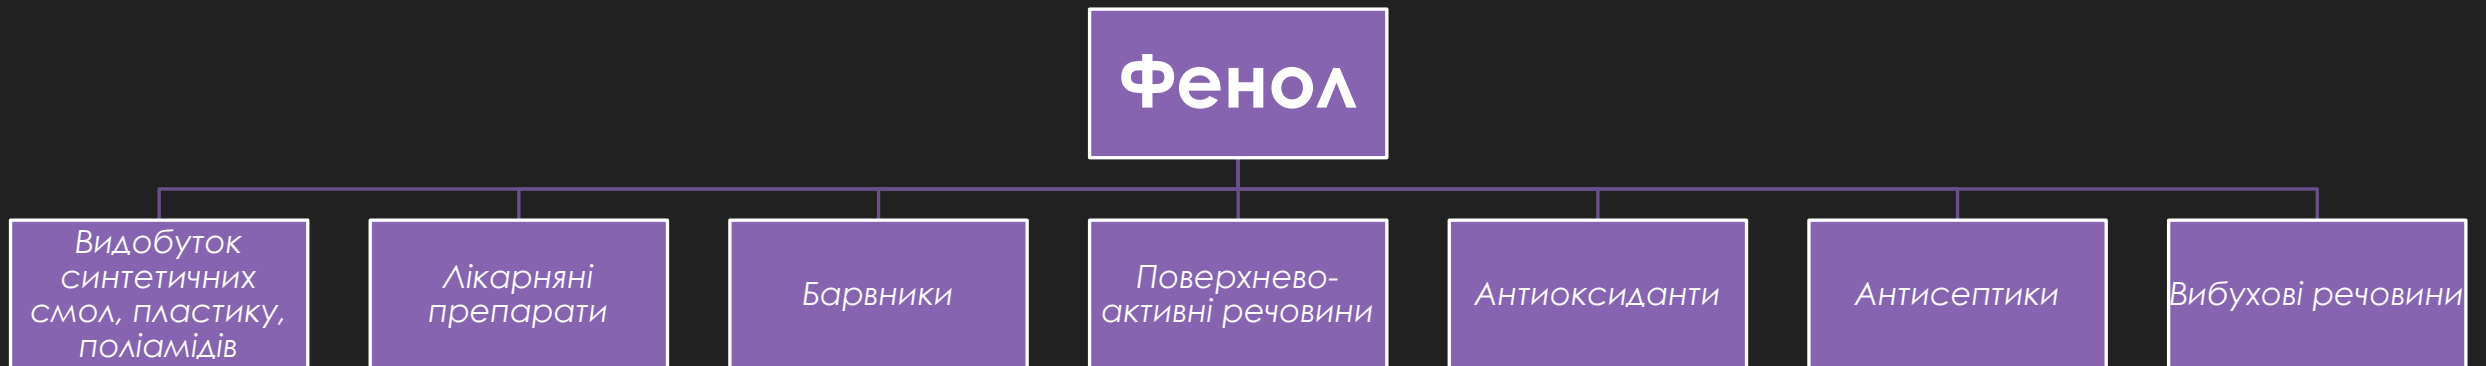 Фенол
Видобуток
синтетичних
смол, пластику,
поліамідів
Лікарняні
препарати
Барвники
Поверхнево-
активні речовини
Антиоксиданти
Антисептики
Вибухові речовини